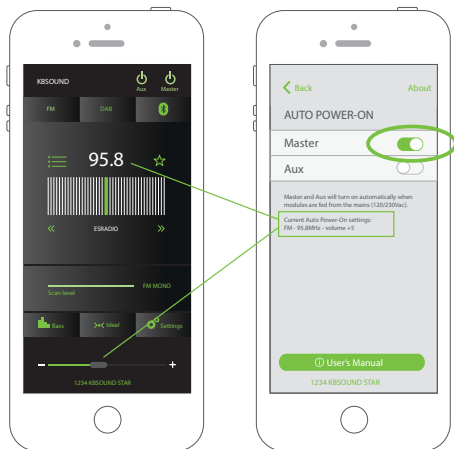 KBSOUND
Aux Master
FM DAB
95.8
« ESRADIO »
Scan level FM MONO
Bass Ideal Settings
- +
1234 KBSOUND STAR
Back About
AUTO POWER-ON
Master
Aux
Master and Aux will turn on automatically when
modules are fed from the mains (120/230Vac).
Current Auto Power-On settings:
FM - 95.8MHz - volume +5
User's Manual
1234 KBSOUND STAR